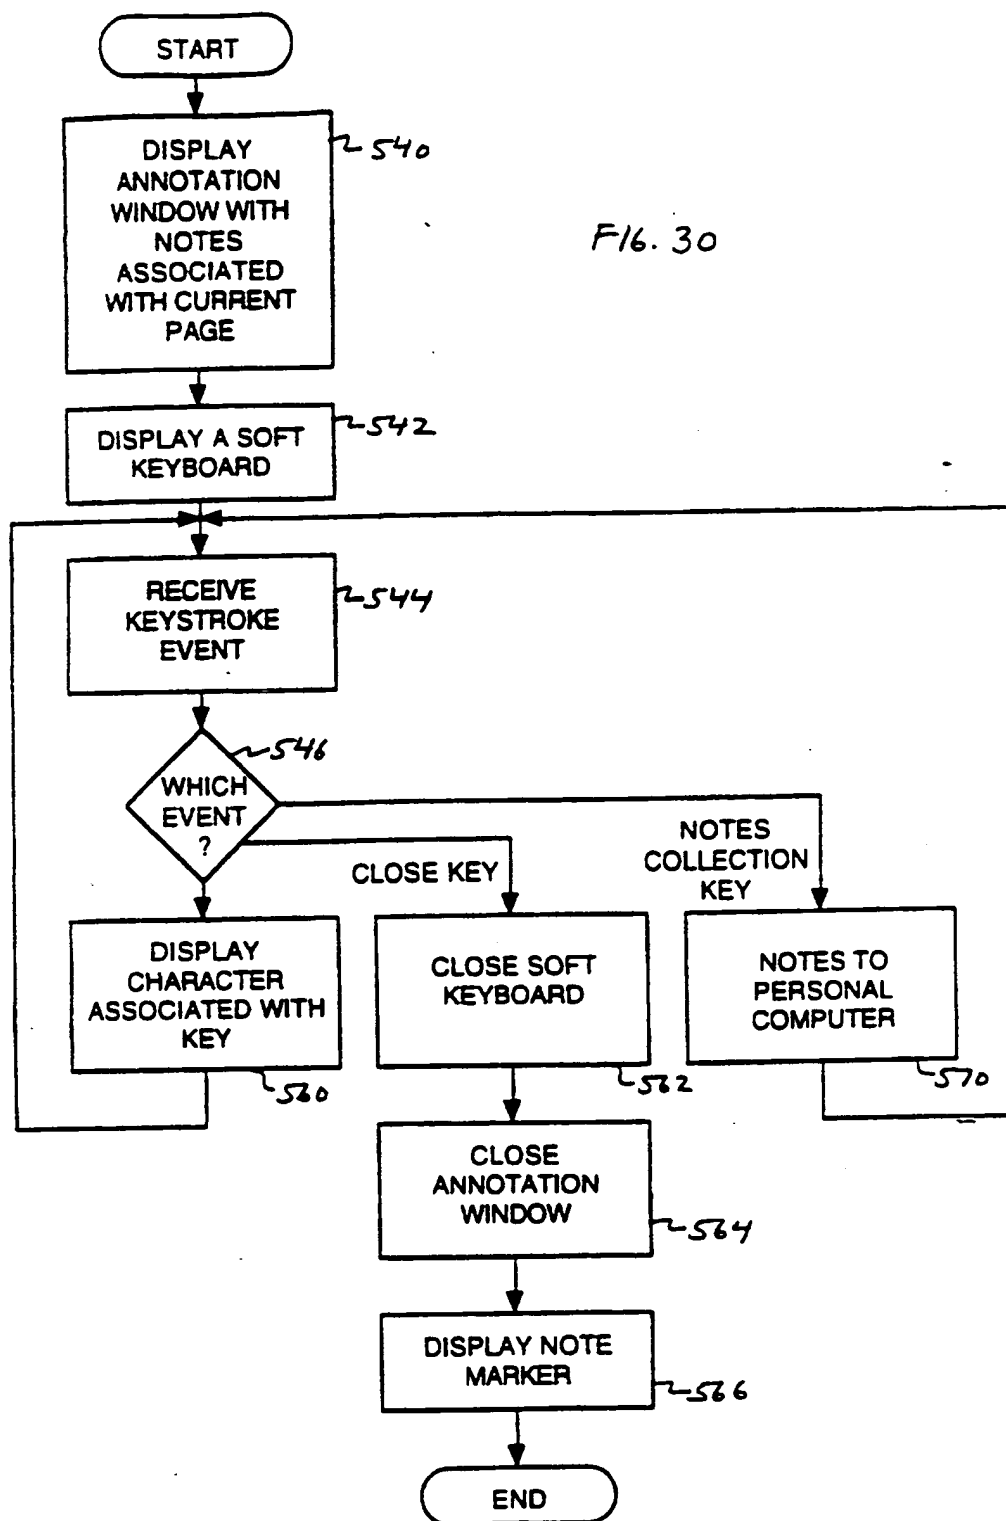 START
DISPLAY
ANNOTATION
WINDOW WITH
NOTES
ASSOCIATED
WITH CURRENT
PAGE
540
FIG. 30
DISPLAY A SOFT
KEYBOARD
542
RECEIVE
KEYSTROKE
EVENT
544
WHICH
EVENT
?
546
CLOSE KEY
NOTES
COLLECTION
KEY
DISPLAY
CHARACTER
ASSOCIATED WITH
KEY
560
CLOSE SOFT
KEYBOARD
562
NOTES TO
PERSONAL
COMPUTER
570
CLOSE
ANNOTATION
WINDOW
564
DISPLAY NOTE
MARKER
566
END